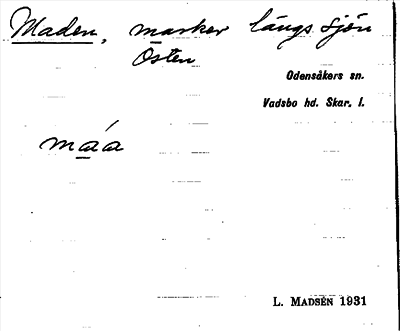 Maden, marker längs sjön
Östen
Odensåkers sn.
Vadsbo hd. Skar. l.
máa
L. MADSÉN 1931